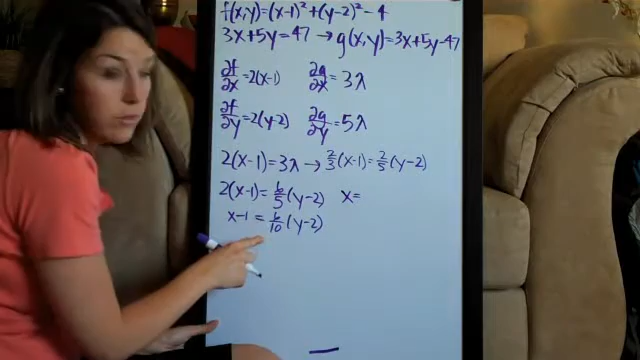 f(x,y)=(x-1)²+(y-2)²-4
3x+5y=47 → g(x,y)=3x+5y-47
∂f/∂x=2(x-1) ∂g/∂x=3λ
∂f/∂y=2(y-2) ∂g/∂y=5λ
2(x-1)=3λ → 2/3(x-1)=2/5(y-2)
2(x-1)=6/5(y-2) x=
x-1=6/10(y-2)